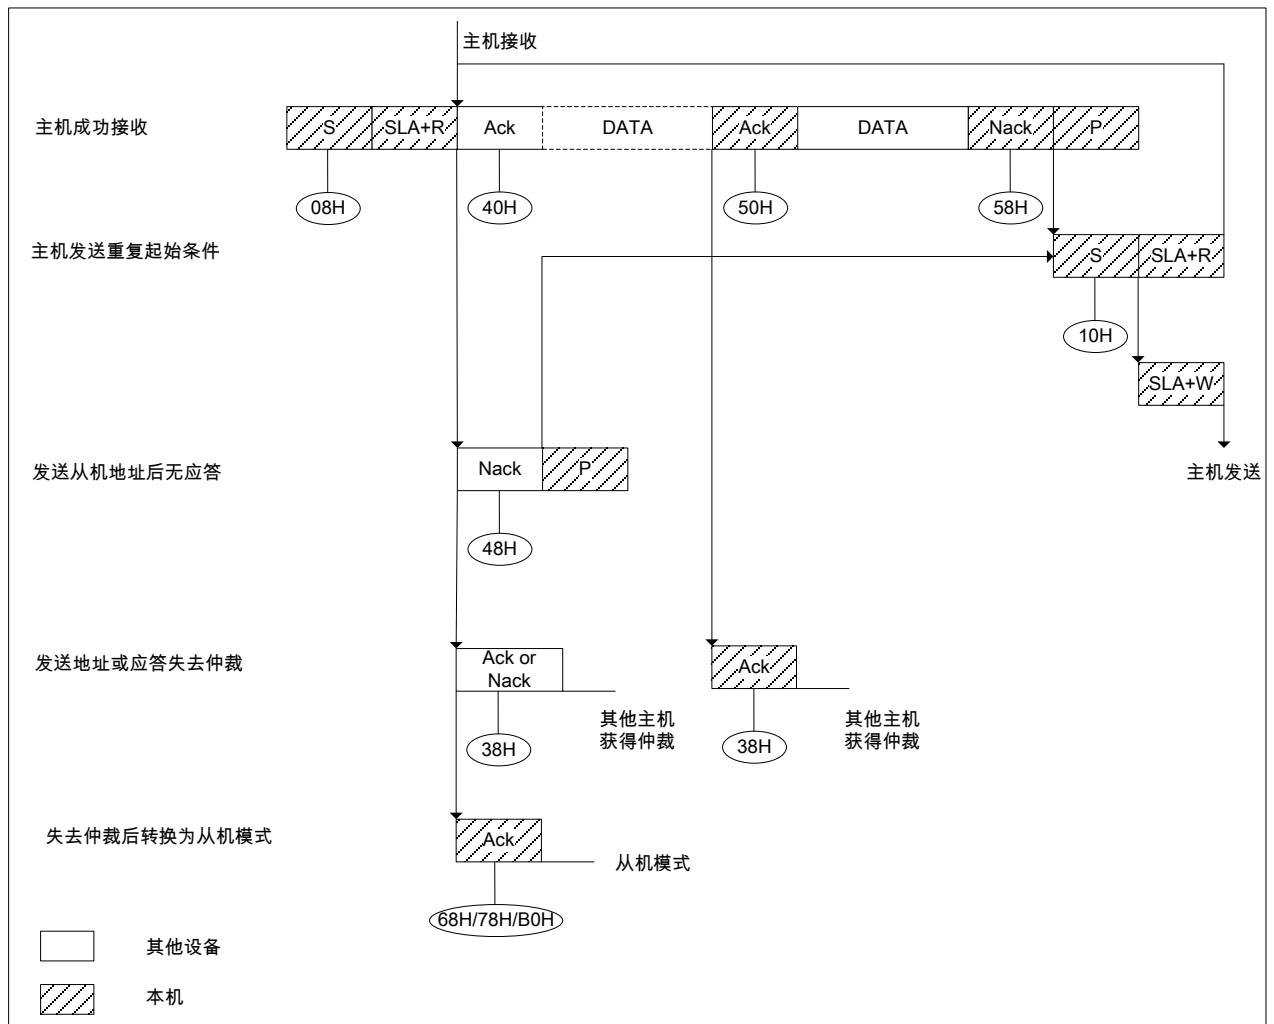 主机接收
主机成功接收
S SLA+R Ack DATA Ack DATA Nack P
08H 40H 50H 58H
主机发送重复起始条件
S SLA+R
10H
SLA+W
发送从机地址后无应答
Nack P
主机发送
48H
发送地址或应答失去仲裁
Ack or
Nack
Ack
其他主机
获得仲裁
其他主机
获得仲裁
38H 38H
失去仲裁后转换为从机模式
Ack
从机模式
68H/78H/B0H
其他设备
本机